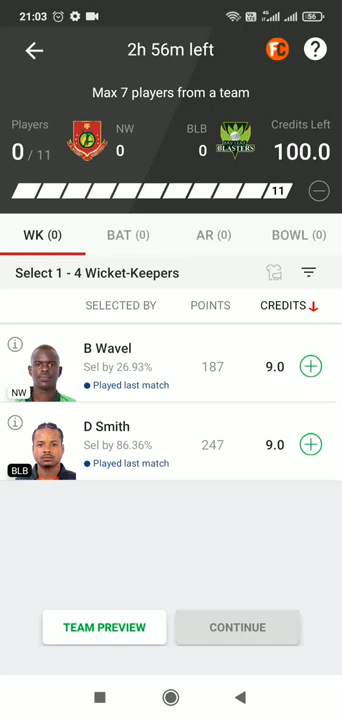 21:03 4G 56
2h 56m left FC ?
Max 7 players from a team
Players NW BLB Credits Left
0 / 11 0 0 BLASTERS 100.0
11
WK (0) BAT (0) AR (0) BOWL (0)
Select 1 - 4 Wicket-Keepers
SELECTED BY POINTS CREDITS
B Wavel
Sel by 26.93% 187 9.0
NW Played last match
D Smith
Sel by 86.36% 247 9.0
BLB Played last match
TEAM PREVIEW CONTINUE